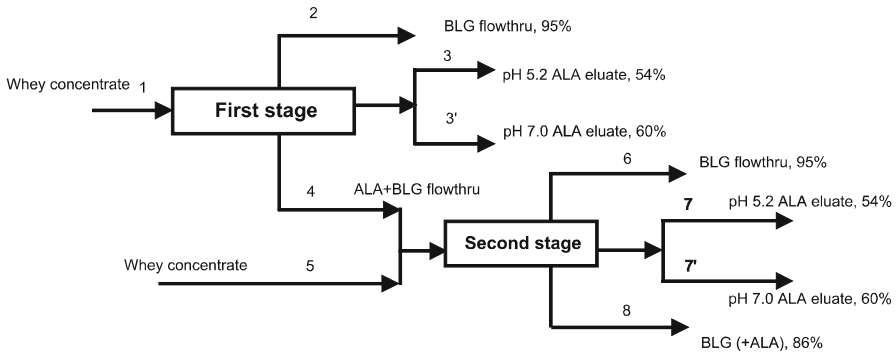 2
BLG flowthru, 95%
Whey concentrate 1
3
pH 5.2 ALA eluate, 54%
First stage
3'
pH 7.0 ALA eluate, 60%
4
ALA+BLG flowthru
6
BLG flowthru, 95%
7
pH 5.2 ALA eluate, 54%
Second stage
Whey concentrate 5
7'
pH 7.0 ALA eluate, 60%
8
BLG (+ALA), 86%